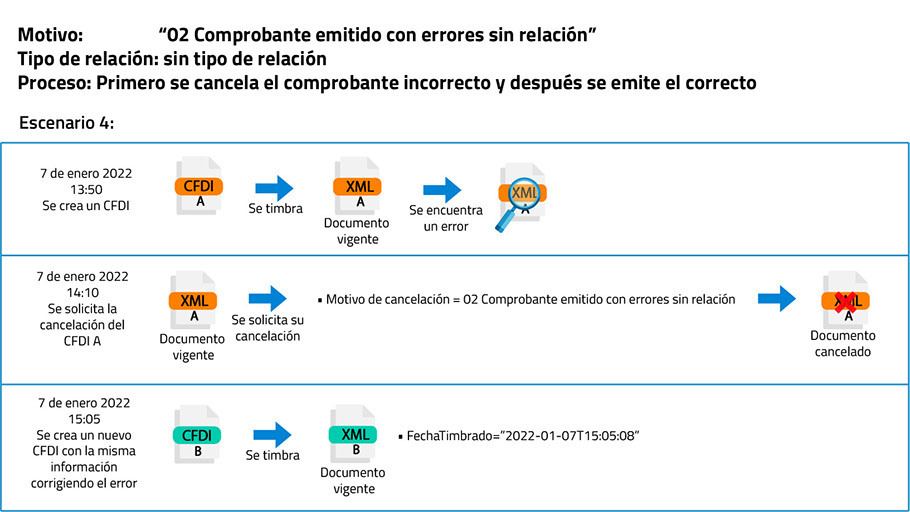 Motivo: “02 Comprobante emitido con errores sin relación”
Tipo de relación: sin tipo de relación
Proceso: Primero se cancela el comprobante incorrecto y después se emite el correcto
Escenario 4:
7 de enero 2022
13:50
Se crea un CFDI
CFDI
A
Se timbra
XML
A
Documento
vigente
Se encuentra
un error
XML
A
7 de enero 2022
14:10
Se solicita la
cancelación del
CFDI A
XML
A
Documento
vigente
Se solicita su
cancelación
▪ Motivo de cancelación = 02 Comprobante emitido con errores sin relación
XML
A
Documento
cancelado
7 de enero 2022
15:05
Se crea un nuevo
CFDI con la misma
información
corrigiendo el error
CFDI
B
Se timbra
XML
B
Documento
vigente
▪ FechaTimbrado=”2022-01-07T15:05:08”